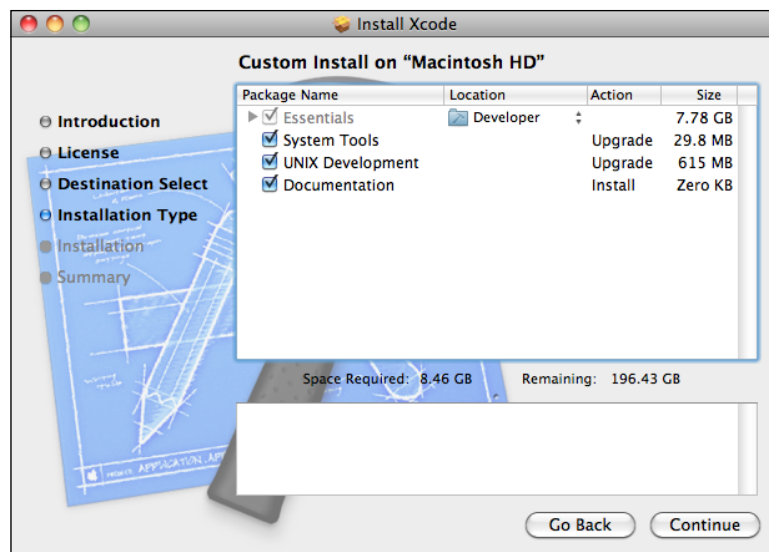 Install Xcode
Custom Install on “Macintosh HD”
Introduction
License
Destination Select
Installation Type
Installation
Summary
Package Name Location Action Size
Essentials Developer 7.78 GB
System Tools Upgrade 29.8 MB
UNIX Development Upgrade 615 MB
Documentation Install Zero KB
Space Required: 8.46 GB Remaining: 196.43 GB
APPLICATION
Go Back Continue